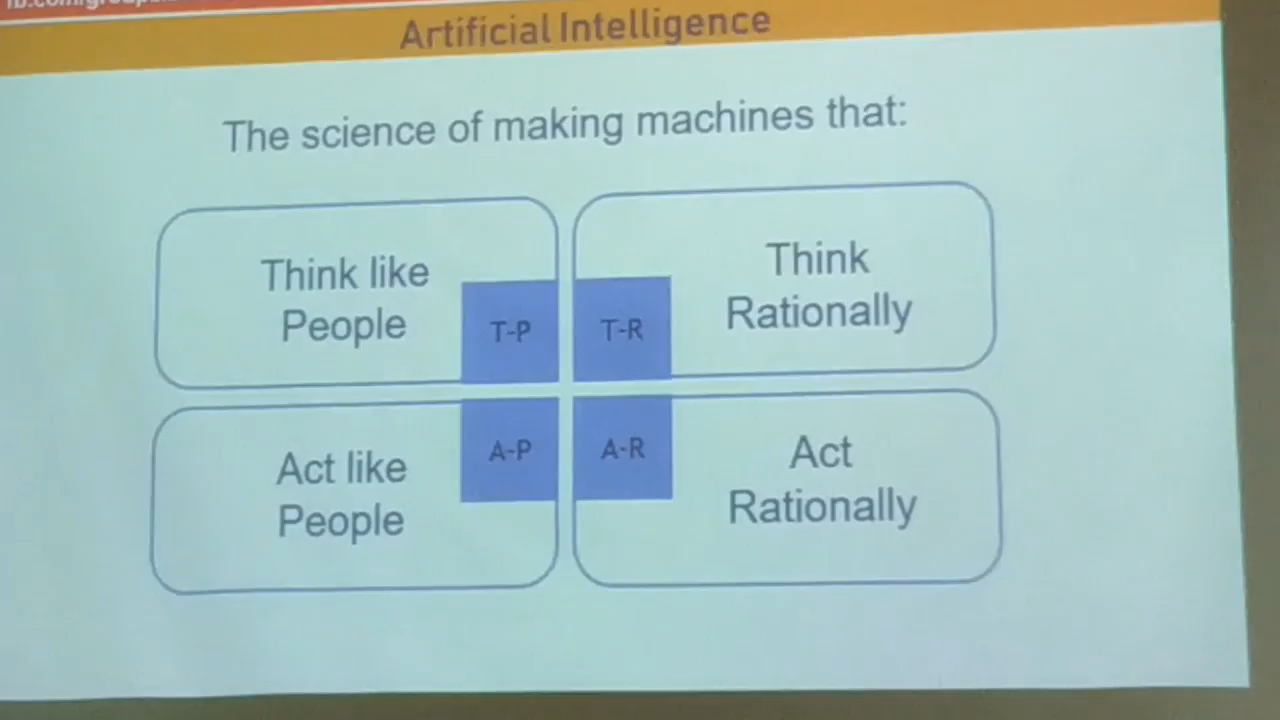 Artificial Intelligence
The science of making machines that:
Think like
People
T-P
T-R
Think
Rationally
Act like
People
A-P
A-R
Act
Rationally